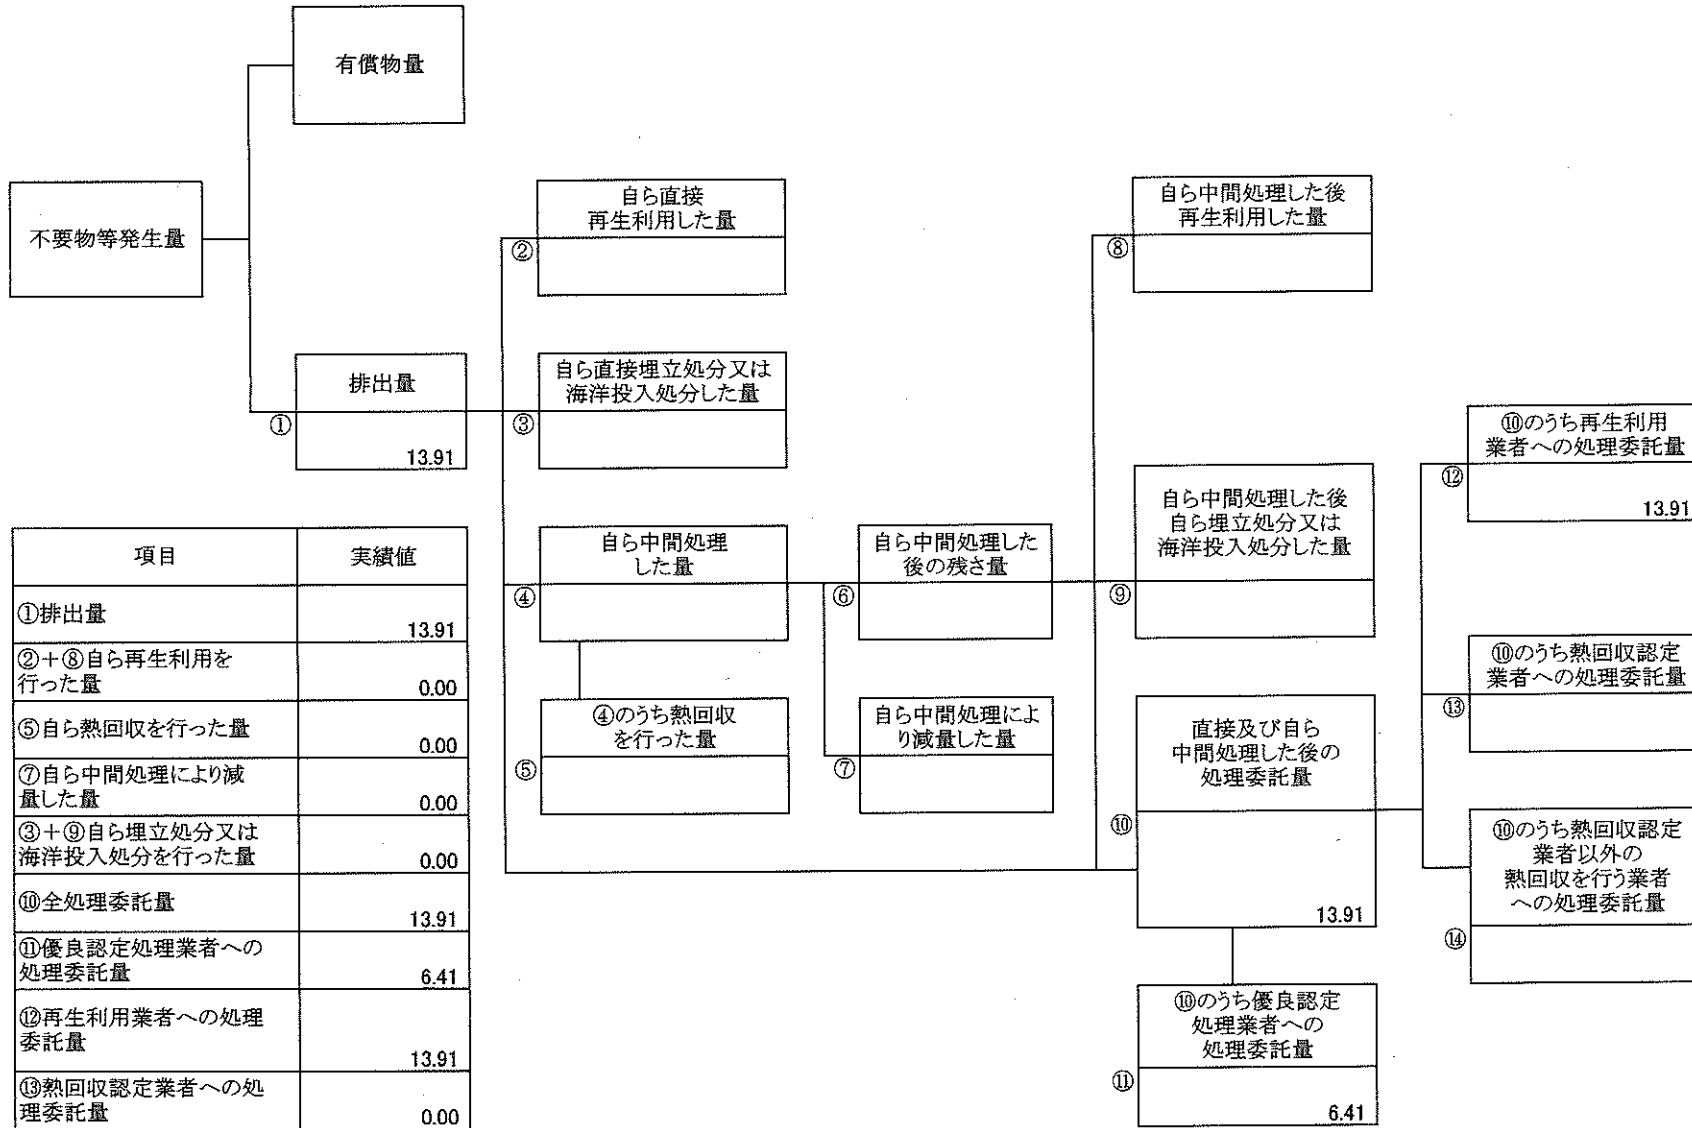 有償物量
不要物等発生量
自ら直接
再生利用した量
②
自ら中間処理した後
再生利用した量
⑧
排出量
①
13.91
自ら直接埋立処分又は
海洋投入処分した量
③
⑩のうち再生利用
業者への処理委託量
⑫
13.91
自ら中間処理
した量
④
自ら中間処理した
後の残さ量
⑥
自ら中間処理した後
自ら埋立処分又は
海洋投入処分した量
⑨
⑩のうち熱回収認定
業者への処理委託量
⑬
④のうち熱回収
を行った量
⑤
自ら中間処理によ
り減量した量
⑦
直接及び自ら
中間処理した後の
処理委託量
⑩
13.91
⑩のうち熱回収認定
業者以外の
熱回収を行う業者
への処理委託量
⑭
⑩のうち優良認定
処理業者への
処理委託量
⑪
6.41
項目 実績値
①排出量 13.91
②+⑧自ら再生利用を
行った量 0.00
⑤自ら熱回収を行った量 0.00
⑦自ら中間処理により減
量した量 0.00
③+⑨自ら埋立処分又は
海洋投入処分を行った量 0.00
⑩全処理委託量 13.91
⑪優良認定処理業者への
処理委託量 6.41
⑫再生利用業者への処理
委託量 13.91
⑬熱回収認定業者への処
理委託量 0.00